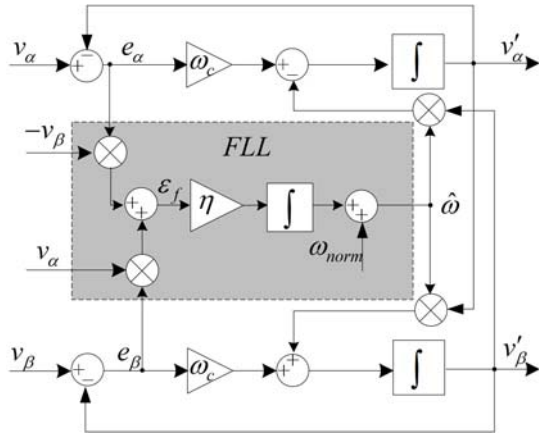 v_α + − e_α ω_c − ∫ v′_α
−v_β FLL
ε_f η ∫ ω̂
+ + + +
v_α ω_norm
v_β + − e_β ω_c + + ∫ v′_β